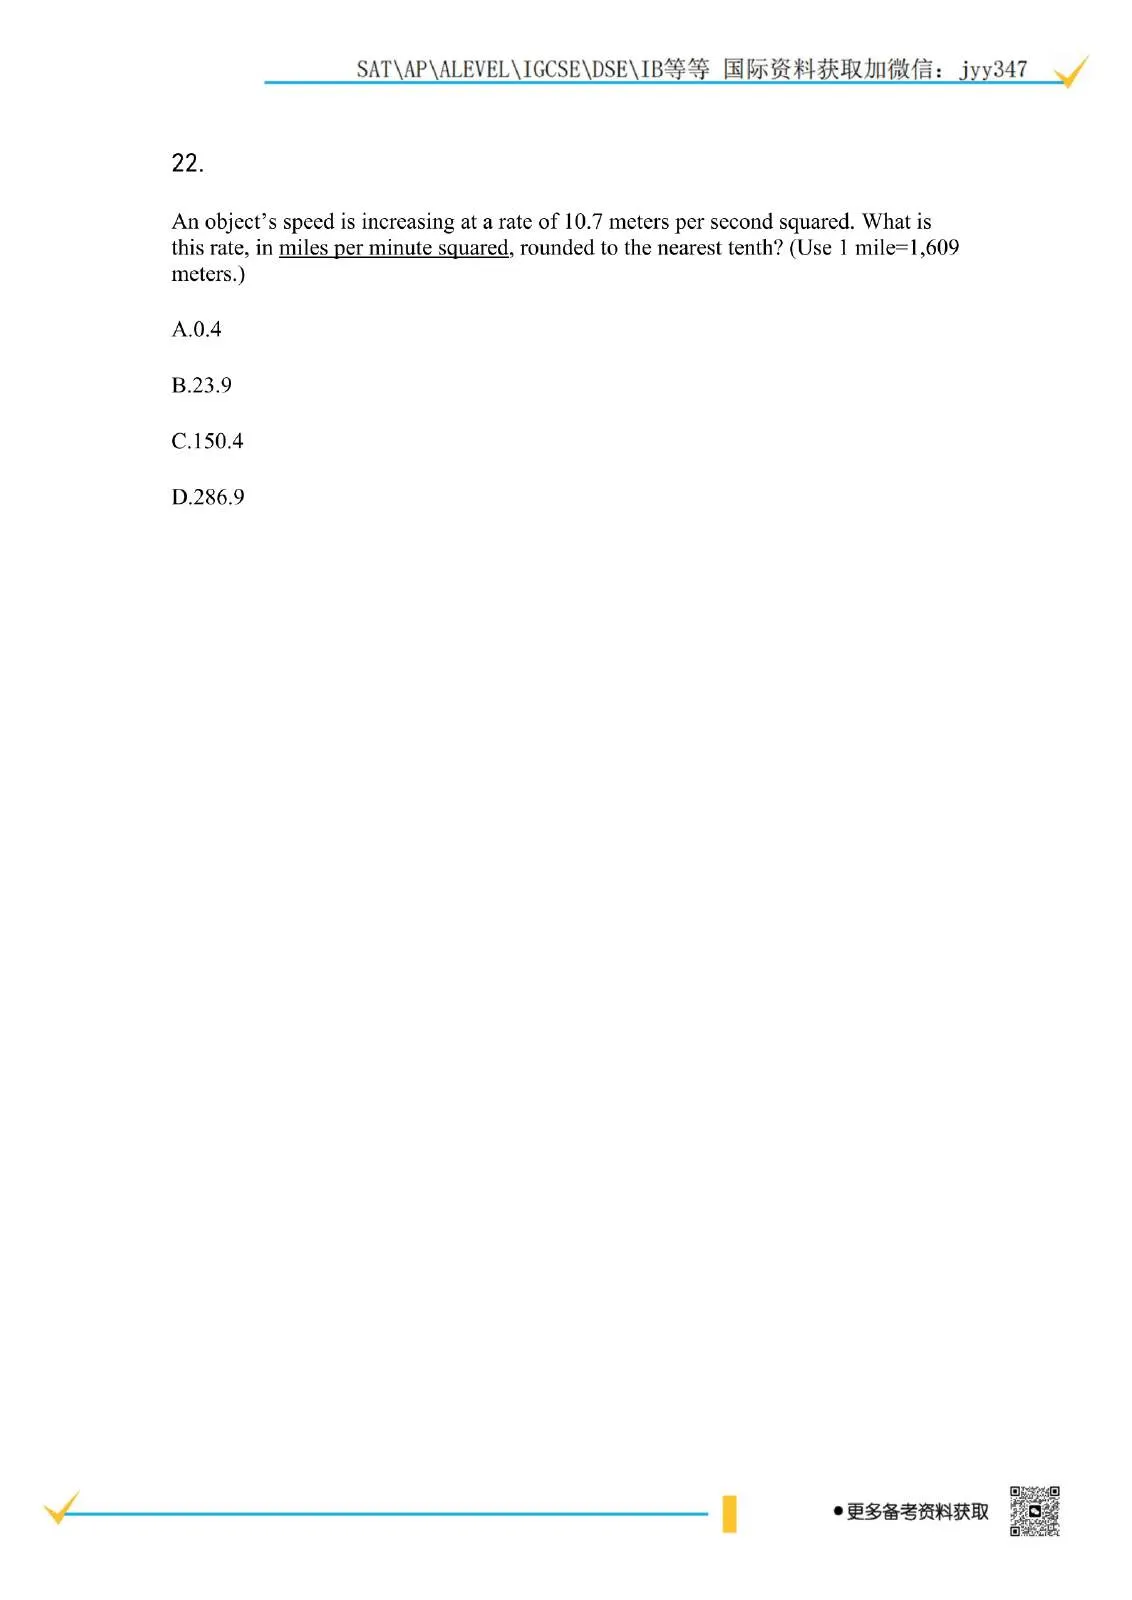 SAT\AP\ALEVEL\IGCSE\DSE\IB等等 国际资料获取加微信：jyy347
22.
An object’s speed is increasing at a rate of 10.7 meters per second squared. What is
this rate, in miles per minute squared, rounded to the nearest tenth? (Use 1 mile=1,609
meters.)
A.0.4
B.23.9
C.150.4
D.286.9
●更多备考资料获取